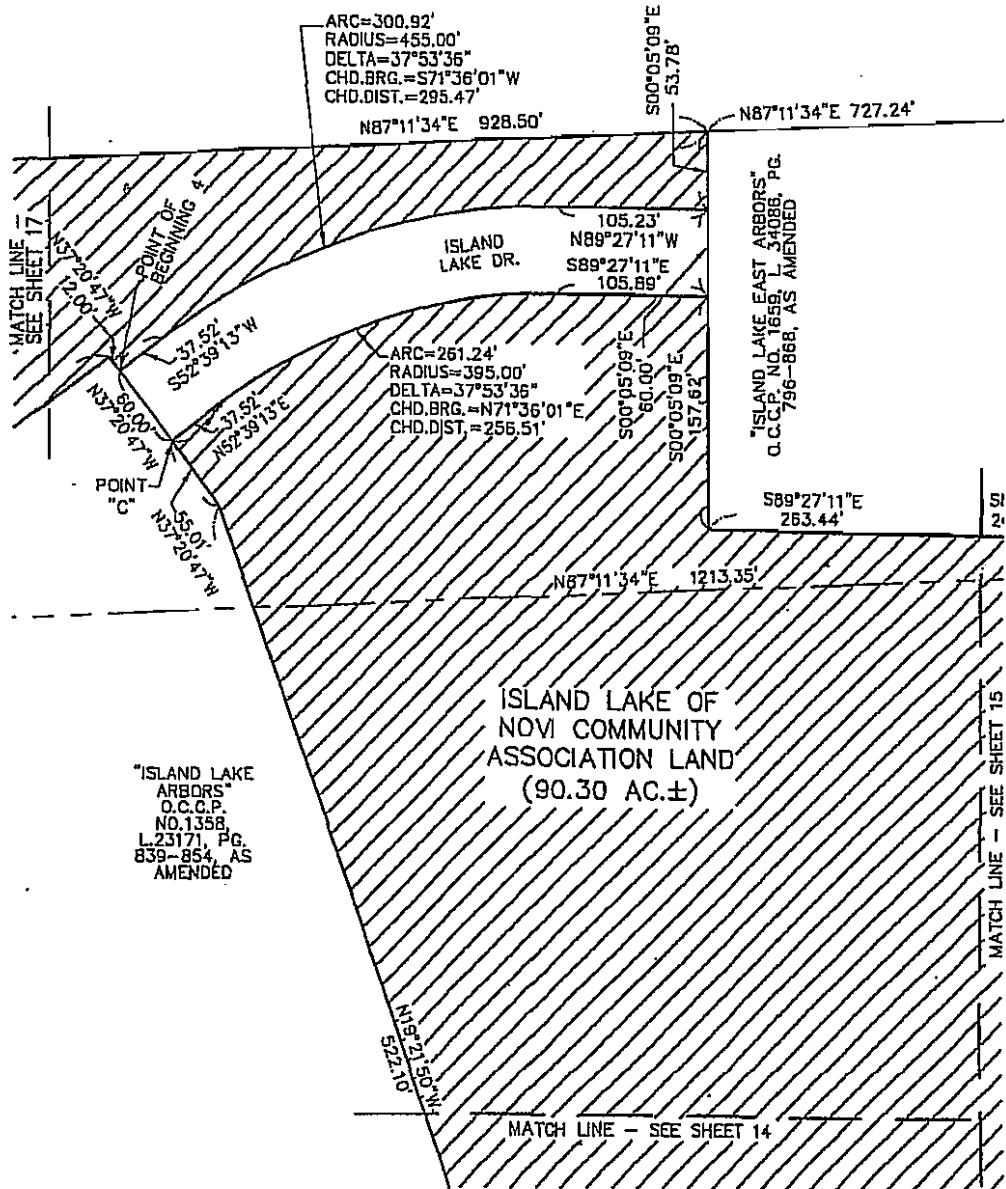 ARC=300.92'
RADIUS=455.00'
DELTA=37°53'36"
CHD.BRG.=S71°36'01"W
CHD.DIST.=295.47'
N87°11'34"E 928.50'
S00°05'09"E
53.78'
N87°11'34"E 727.24'
MATCH LINE -
SEE SHEET 17
N37°20'47"W
12.00'
POINT OF
BEGINNING
37.52'
S52°39'13"W
ISLAND
LAKE DR.
105.23'
N89°27'11"W
S89°27'11"E
105.89'
"ISLAND LAKE EAST ARBORS"
O.C.C.P. NO. 1659, L. 34086, PG.
796-868, AS AMENDED
60.00'
N37°20'47"W
37.52'
N52°39'13"E
ARC=261.24'
RADIUS=395.00'
DELTA=37°53'36"
CHD.BRG.=N71°36'01"E
CHD.DIST.=256.51'
S00°05'09"E
60.00'
S00°05'09"E
157.62'
POINT
"C"
55.01'
N37°20'47"W
S89°27'11"E
263.44'
N87°11'34"E 1213.35'
ISLAND LAKE OF
NOVI COMMUNITY
ASSOCIATION LAND
(90.30 AC.±)
"ISLAND LAKE
ARBORS"
O.C.C.P.
NO.1358,
L.23171, PG.
839-854, AS
AMENDED
MATCH LINE - SEE SHEET 15
N19°21'50"W
522.10'
MATCH LINE - SEE SHEET 14